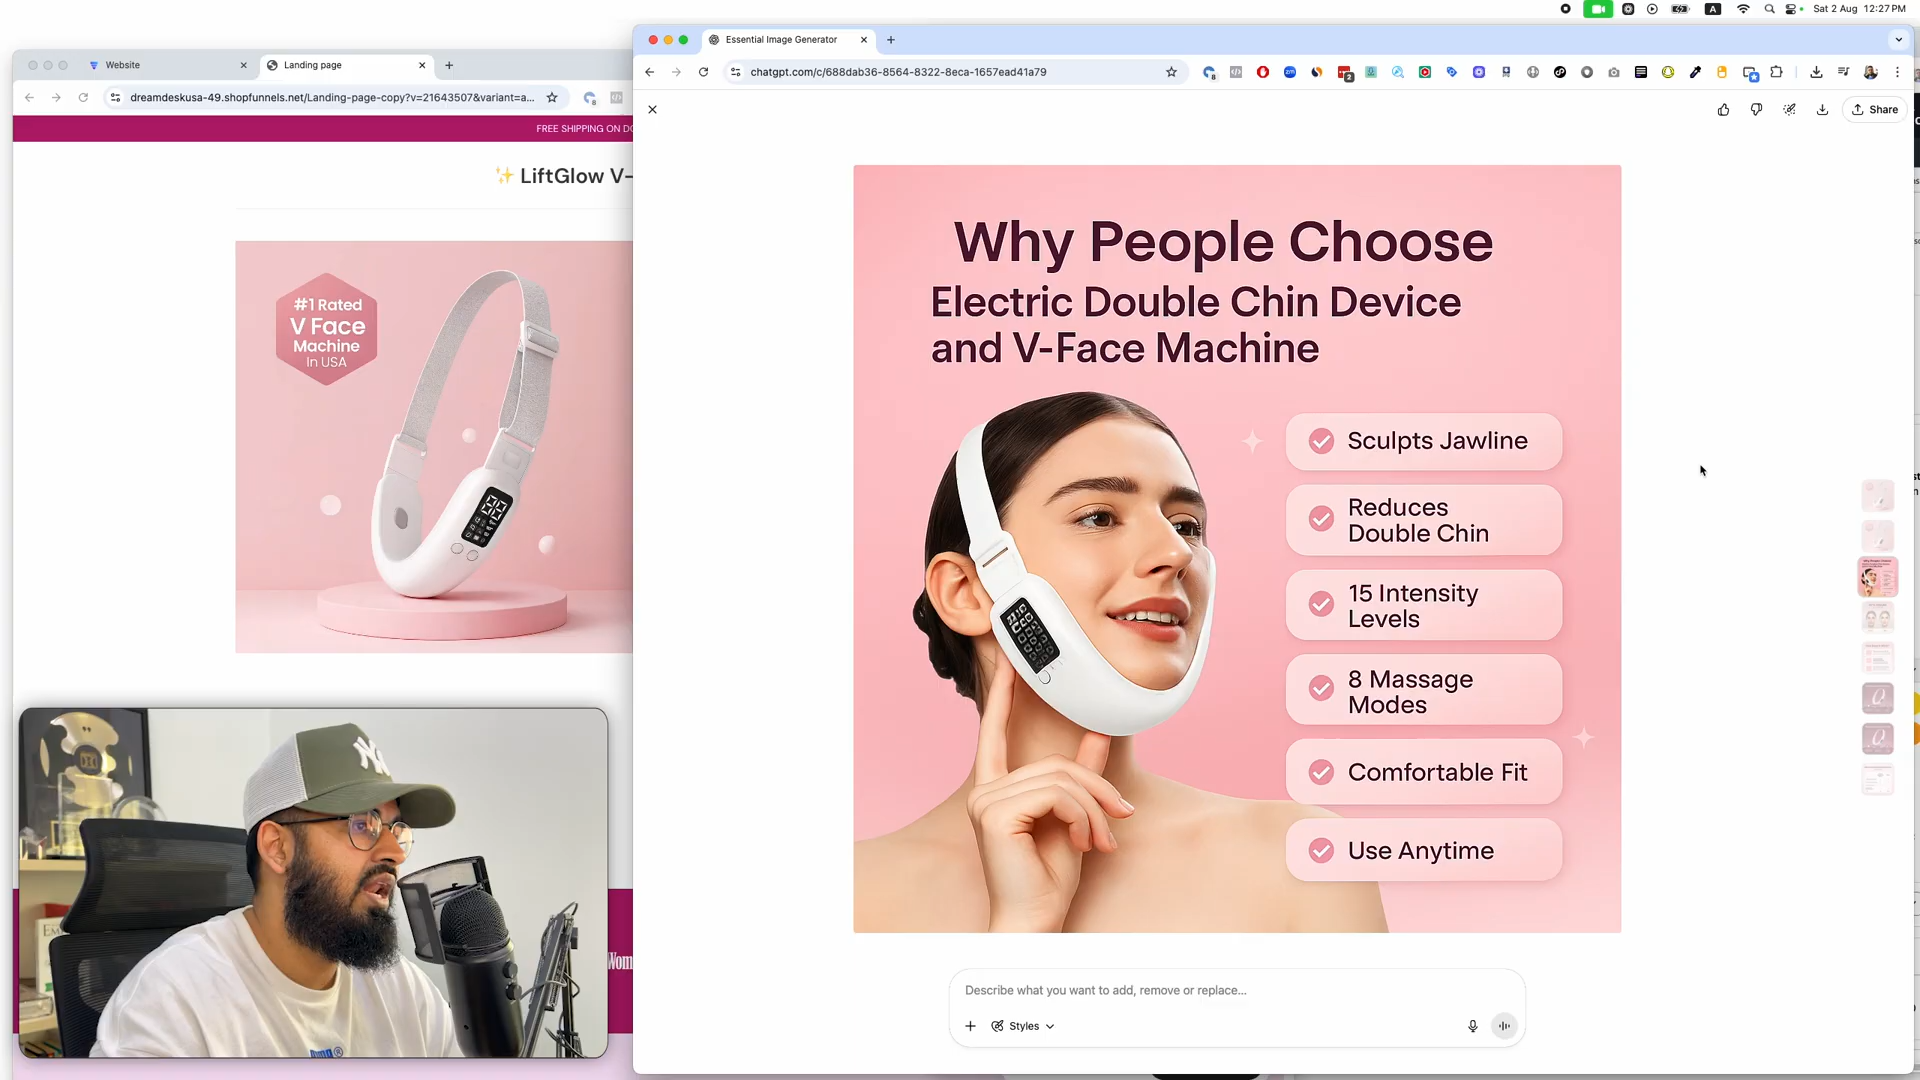 Sat 2 Aug 12:27 PM
Website
Landing page
dreamdeskusa-49.shopfunnels.net/Landing-page-copy?v=21643507&variant=a...
FREE SHIPPING ON DO
✨ LiftGlow V-
#1 Rated
V Face
Machine
In USA
Essential Image Generator
chatgpt.com/c/688dab36-8564-8322-8eca-1657ead41a79
Share
Why People Choose
Electric Double Chin Device
and V-Face Machine
Sculpts Jawline
Reduces
Double Chin
15 Intensity
Levels
8 Massage
Modes
Comfortable Fit
Use Anytime
Describe what you want to add, remove or replace...
Styles
Wom
NY